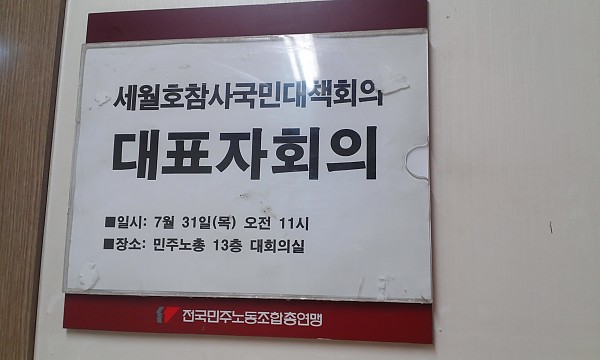 세월호참사국민대책회의
대표자회의
■일시: 7월 31일(목) 오전 11시
■장소: 민주노총 13층 대회의실
전국민주노동조합총연맹